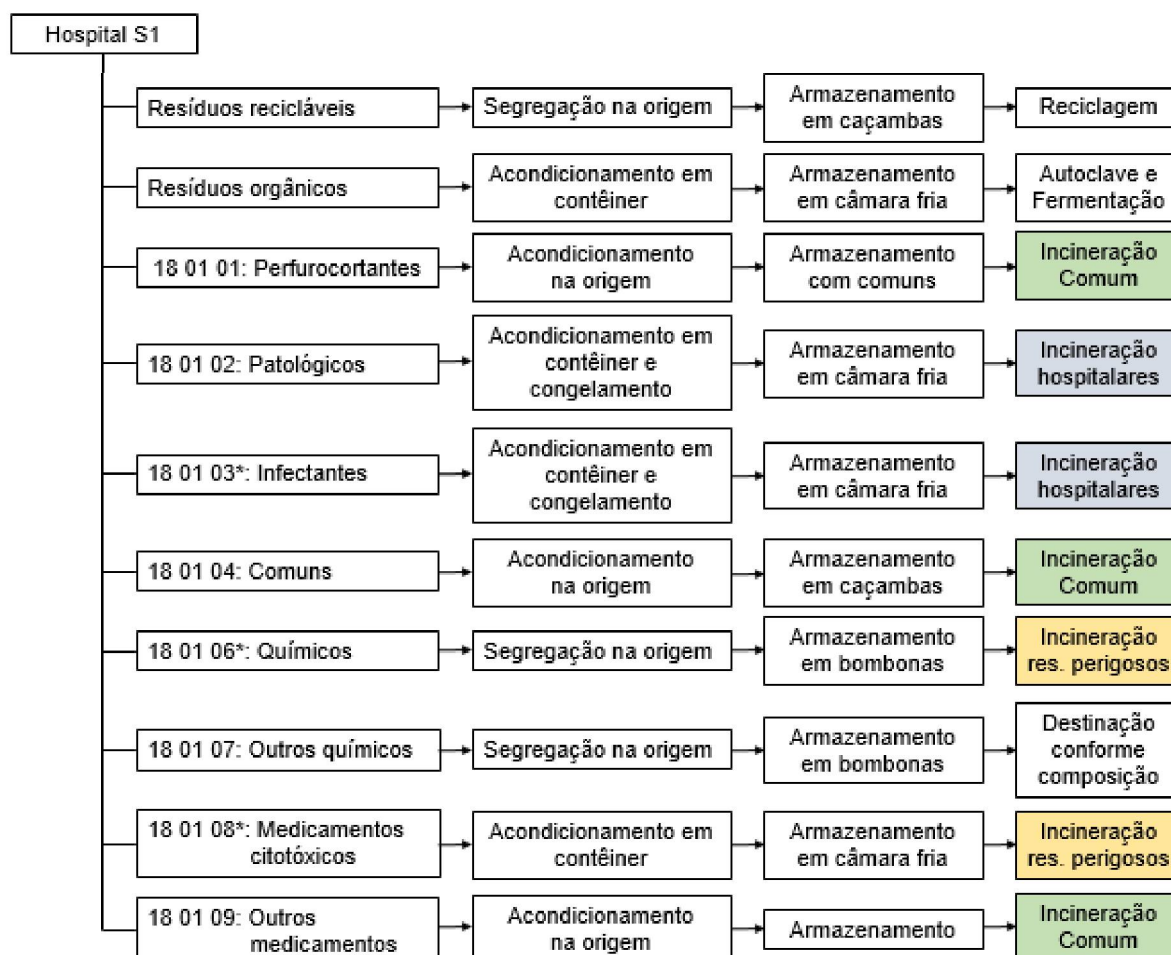 Hospital S1
Resíduos recicláveis
Segregação na origem
Armazenamento
em caçambas
Reciclagem
Resíduos orgânicos
Acondicionamento em
contêiner
Armazenamento
em câmara fria
Autoclave e
Fermentação
18 01 01: Perfurocortantes
Acondicionamento
na origem
Armazenamento
com comuns
Incineração
Comum
18 01 02: Patológicos
Acondicionamento em
contêiner e
congelamento
Armazenamento
em câmara fria
Incineração
hospitalares
18 01 03*: Infectantes
Acondicionamento em
contêiner e
congelamento
Armazenamento
em câmara fria
Incineração
hospitalares
18 01 04: Comuns
Acondicionamento
na origem
Armazenamento
em caçambas
Incineração
Comum
18 01 06*: Químicos
Segregação na origem
Armazenamento
em bombonas
Incineração
res. perigosos
18 01 07: Outros químicos
Segregação na origem
Armazenamento
em bombonas
Destinação
conforme
composição
18 01 08*: Medicamentos
citotóxicos
Acondicionamento em
contêiner
Armazenamento
em câmara fria
Incineração
res. perigosos
18 01 09: Outros
medicamentos
Acondicionamento
na origem
Armazenamento
Incineração
Comum